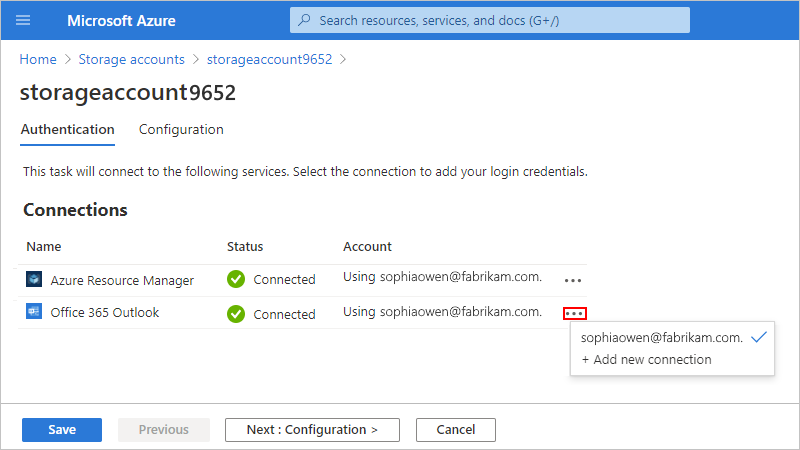 Microsoft Azure
Search resources, services, and docs (G+/)
Home > Storage accounts > storageaccount9652 >
storageaccount9652
Authentication Configuration
This task will connect to the following services. Select the connection to add your login credentials.
Connections
Name Status Account
Azure Resource Manager Connected Using sophiaowen@fabrikam.com. ...
Office 365 Outlook Connected Using sophiaowen@fabrikam.com. ...
sophiaowen@fabrikam.com.
+ Add new connection
Save Previous Next : Configuration > Cancel